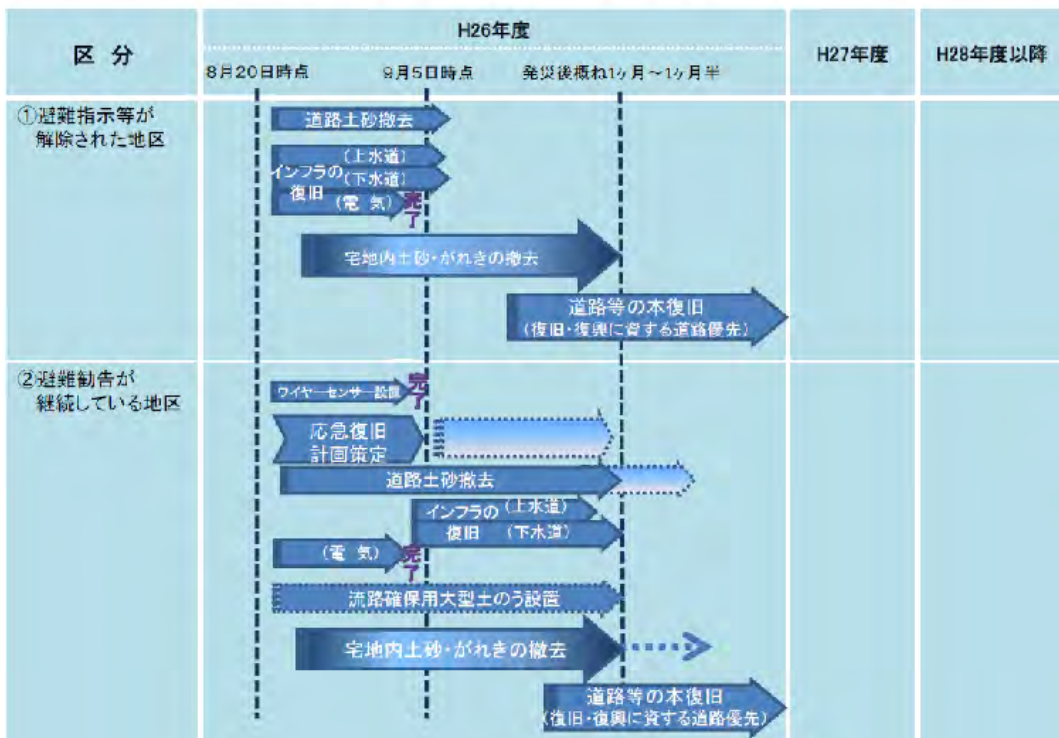 区 分
H26年度
H27年度
H28年度以降
8月20日時点
9月5日時点
発災後概ね1ヶ月～1ヶ月半
①避難指示等が
解除された地区
道路土砂撤去
(上水道)
インフラの
復旧
(下水道)
(電 気)
完了
宅地内土砂・がれきの撤去
道路等の本復旧
(復旧・復興に資する道路優先)
②避難勧告が
継続している地区
ワイヤーセンサー設置
完了
応急復旧
計画策定
道路土砂撤去
インフラの
復旧
(上水道)
(下水道)
(電 気)
完了
流路確保用大型土のう設置
宅地内土砂・がれきの撤去
道路等の本復旧
(復旧・復興に資する道路優先)